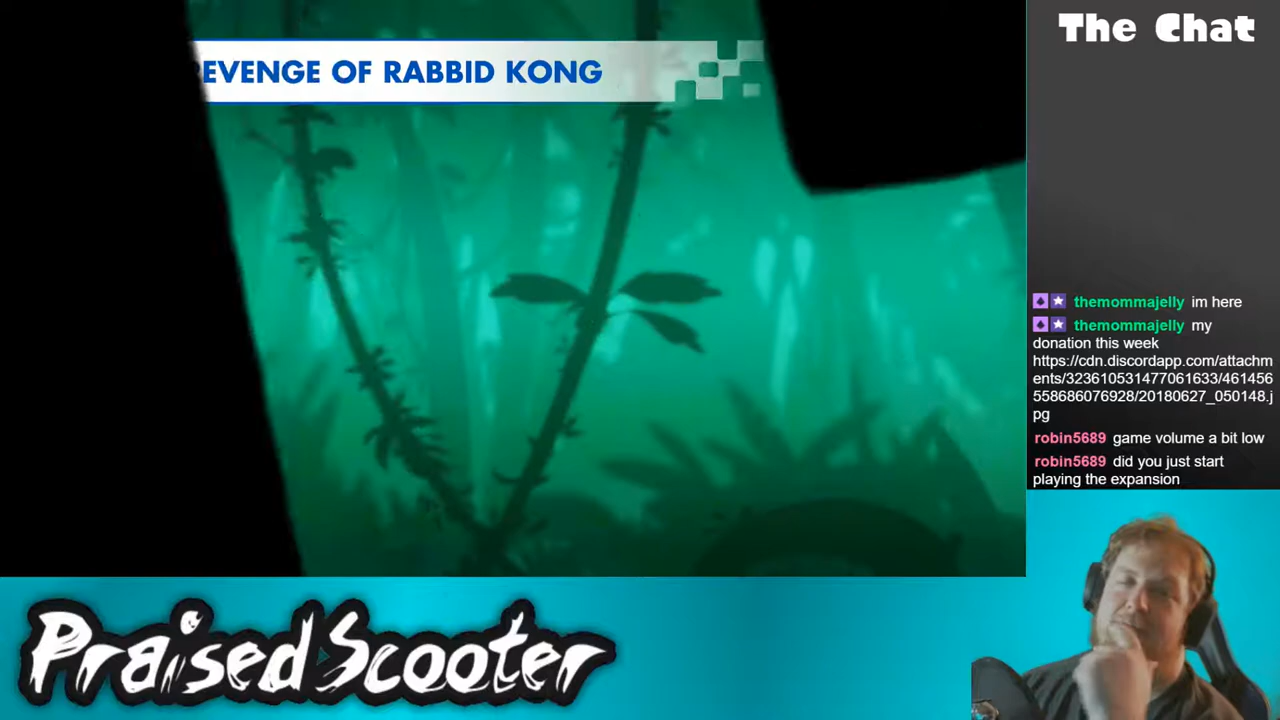 EVENGE OF RABBID KONG
The Chat
themommajelly im here
themommajelly my
donation this week
https://cdn.discordapp.com/attachm
ents/323610531477061633/461456
558686076928/20180627_050148.j
pg
robin5689 game volume a bit low
robin5689 did you just start
playing the expansion
PraisedScooter